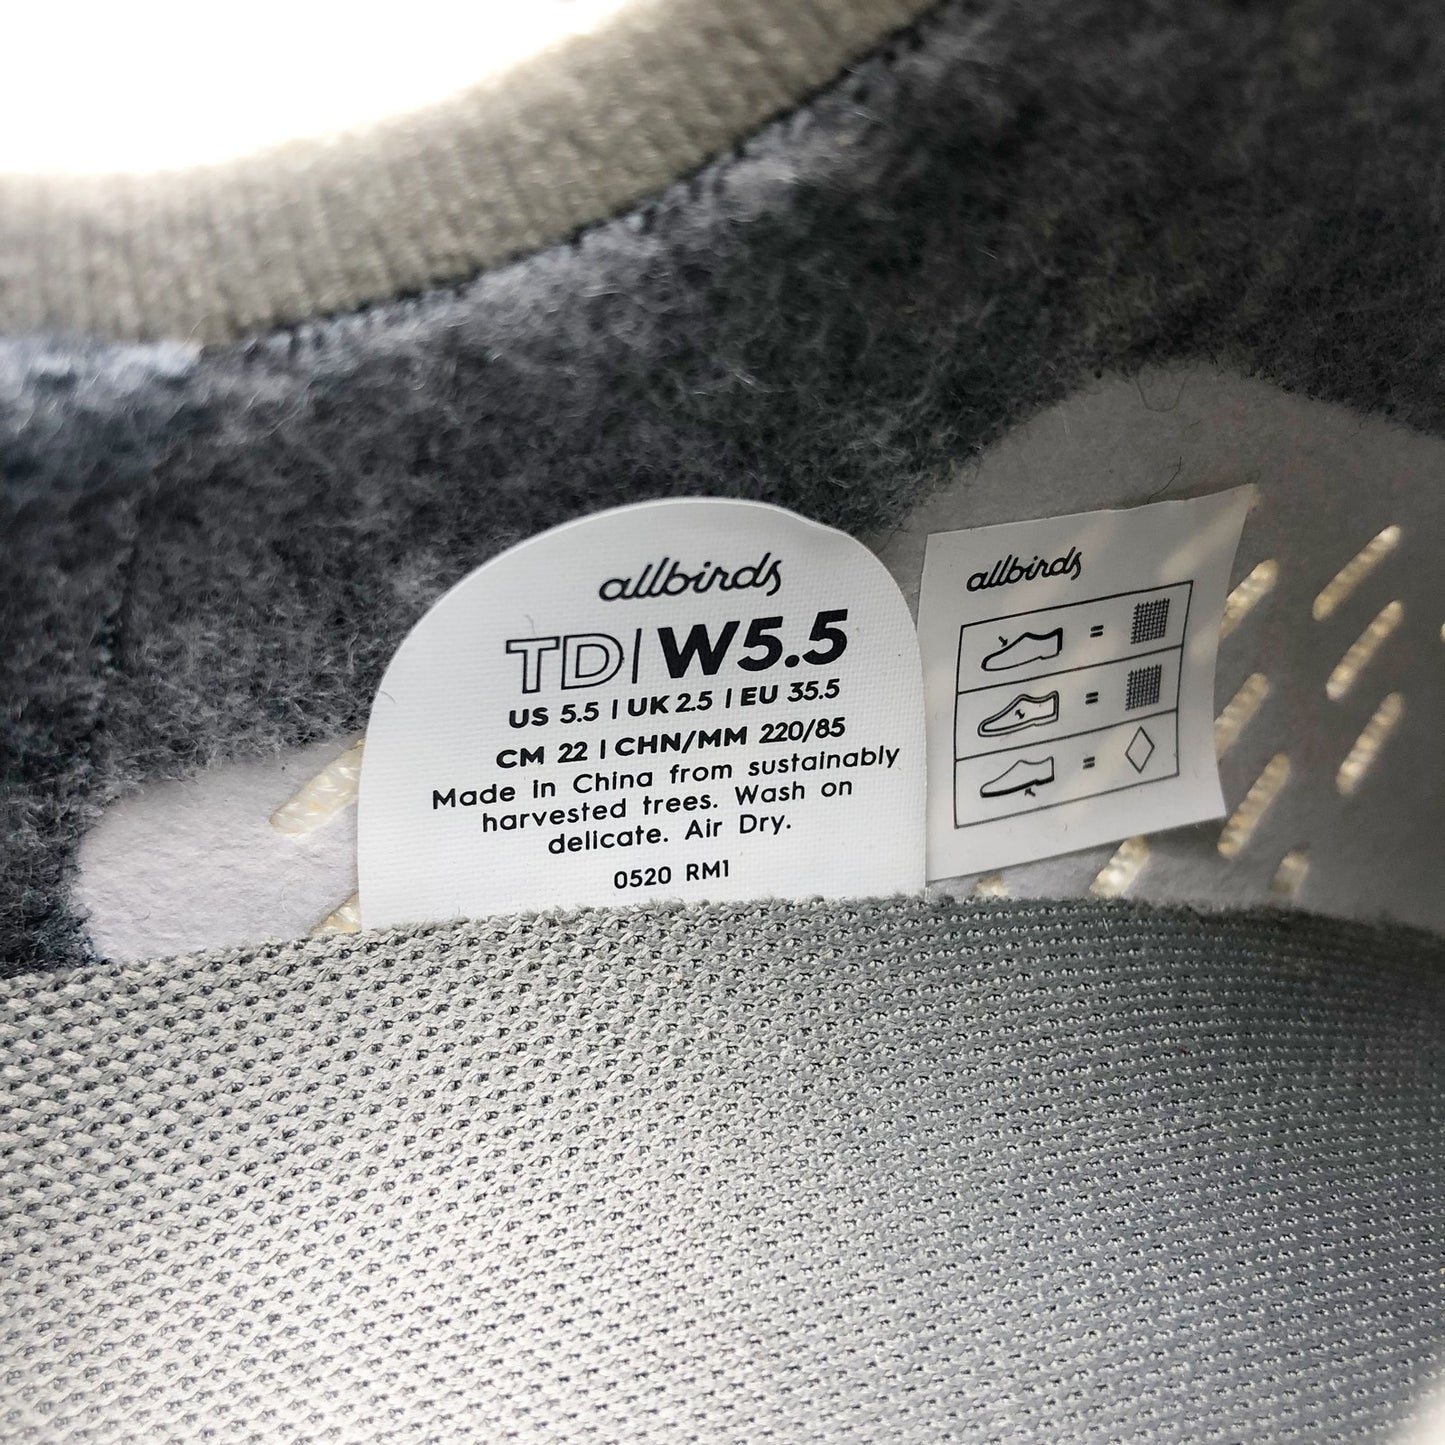 allbirds
TD|W5.5
US 5.5 | UK 2.5 | EU 35.5
CM 22 | CHN/MM 220/85
Made in China from sustainably
harvested trees. Wash on
delicate. Air Dry.
0520 RM1
allbirds
=
=
=